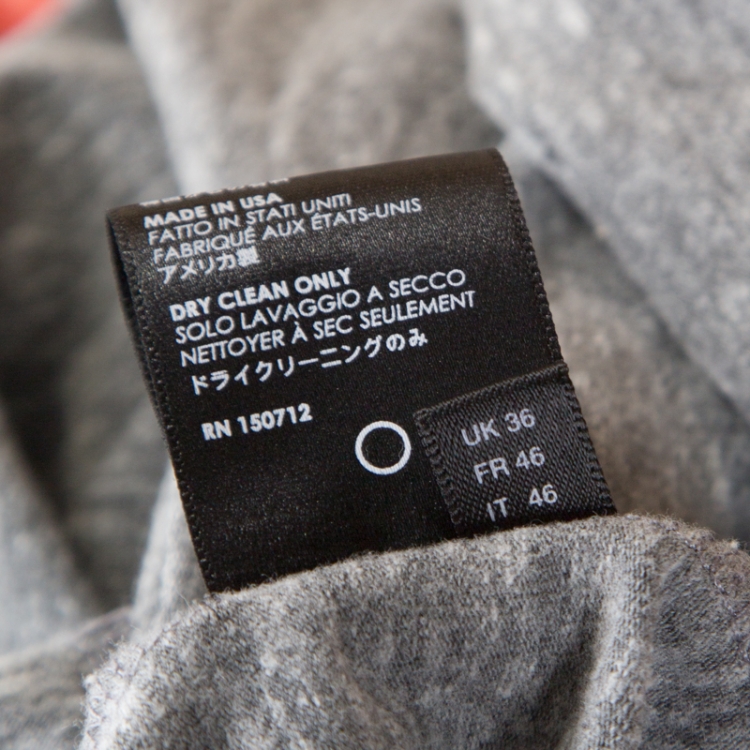 MADE IN USA
FATTO IN STATI UNITI
FABRIQUÉ AUX ÉTATS-UNIS
アメリカ製
DRY CLEAN ONLY
SOLO LAVAGGIO A SECCO
NETTOYER À SEC SEULEMENT
ドライクリーニングのみ
RN 150712
UK 36
FR 46
IT 46